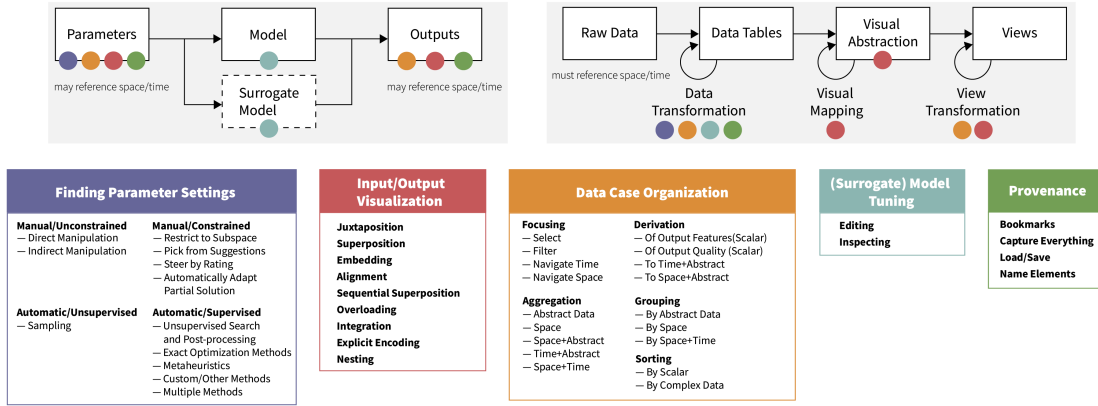 Parameters
Model
Outputs
may reference space/time
Surrogate
Model
may reference space/time
Raw Data
Data Tables
Visual
Abstraction
Views
must reference space/time
Data
Transformation
Visual
Mapping
View
Transformation
Finding Parameter Settings
Manual/Unconstrained
— Direct Manipulation
— Indirect Manipulation
Manual/Constrained
— Restrict to Subspace
— Pick from Suggestions
— Steer by Rating
— Automatically Adapt
Partial Solution
Automatic/Unsupervised
— Sampling
Automatic/Supervised
— Unsupervised Search
and Post-processing
— Exact Optimization Methods
— Metaheuristics
— Custom/Other Methods
— Multiple Methods
Input/Output
Visualization
Juxtaposition
Superposition
Embedding
Alignment
Sequential Superposition
Overloading
Integration
Explicit Encoding
Nesting
Data Case Organization
Focusing
— Select
— Filter
— Navigate Time
— Navigate Space
Aggregation
— Abstract Data
— Space
— Space+Abstract
— Time+Abstract
— Space+Time
Derivation
— Of Output Features(Scalar)
— Of Output Quality (Scalar)
— To Time+Abstract
— To Space+Abstract
Grouping
— By Abstract Data
— By Space
— By Space+Time
Sorting
— By Scalar
— By Complex Data
(Surrogate) Model
Tuning
Editing
Inspecting
Provenance
Bookmarks
Capture Everything
Load/Save
Name Elements